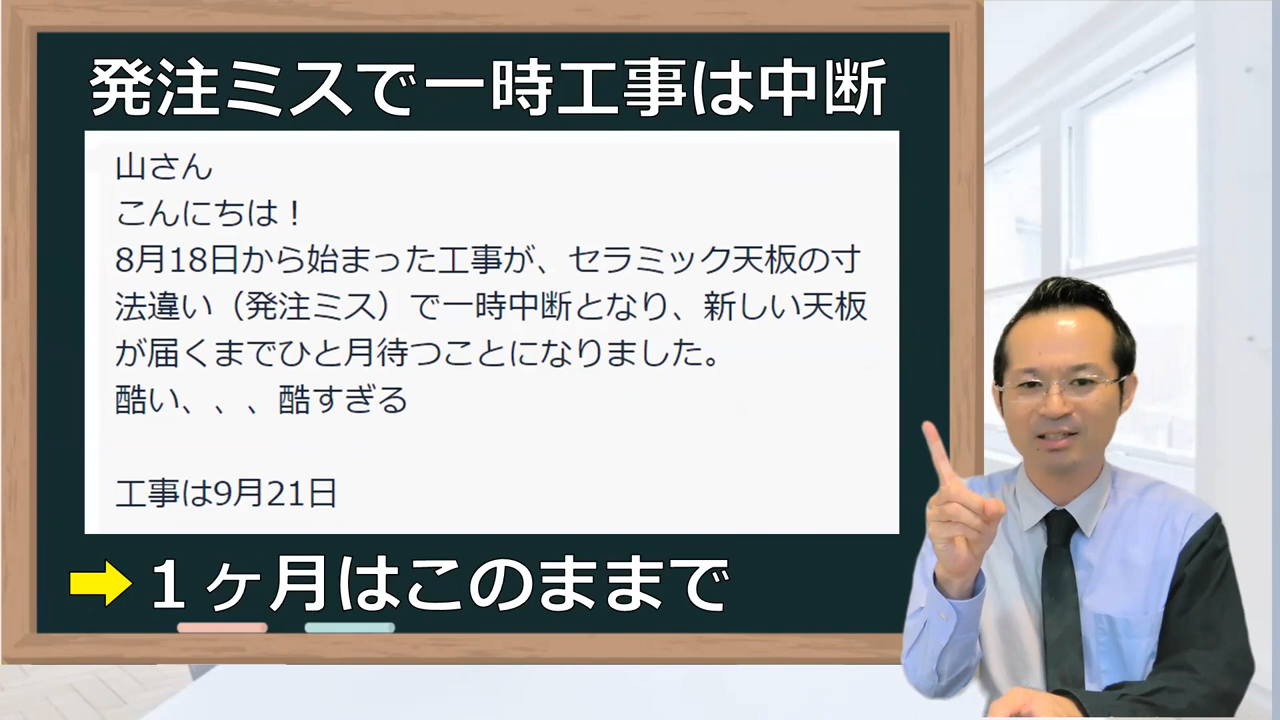 発注ミスで一時工事は中断
山さん
こんにちは！
8月18日から始まった工事が、セラミック天板の寸
法違い（発注ミス）で一時中断となり、新しい天板
が届くまでひと月待つことになりました。
酷い、、、酷すぎる
工事は9月21日
１ヶ月はこのままで